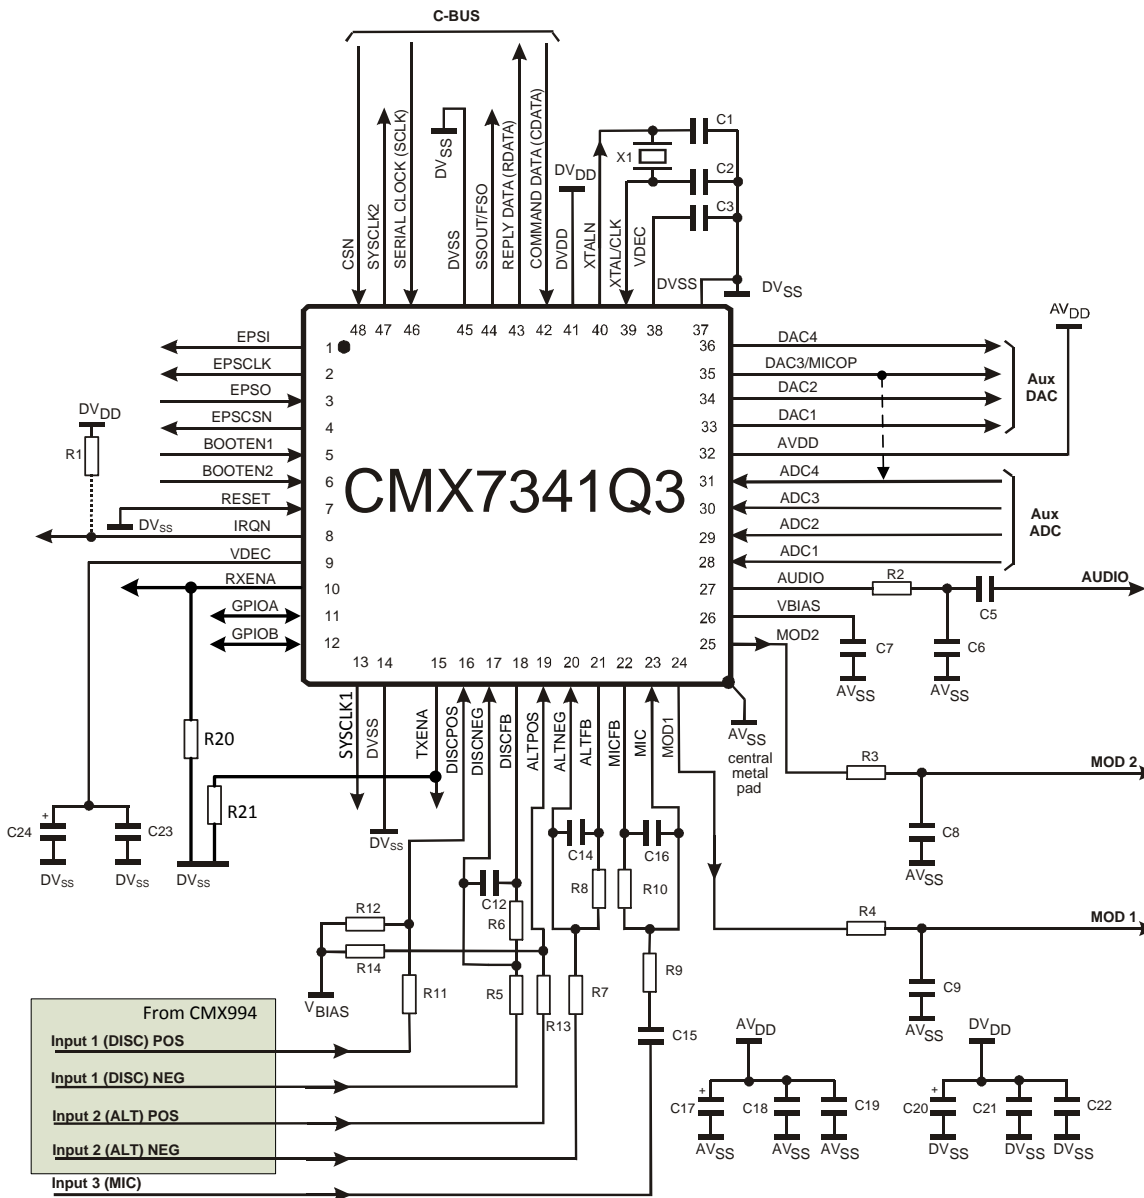 C-BUS
CSN
SYSCLK2
SERIAL CLOCK (SCLK)
DVSS
DVSS
SSOUT/FSO
REPLY DATA (RDATA)
COMMAND DATA (CDATA)
DVDD
DVDD
XTALN
XTAL/CLK
VDEC
DVSS
X1
C1
C2
C3
DVSS
48 47 46 45 44 43 42 41 40 39 38 37
EPSI 1
EPSCLK 2
EPSO 3
EPSCSN 4
BOOTEN1 5
BOOTEN2 6
RESET 7
IRQN 8
VDEC 9
RXENA 10
GPIOA 11
GPIOB 12
DVDD
R1
DVSS
CMX7341Q3
36 DAC4
35 DAC3/MICOP
34 DAC2
33 DAC1
32 AVDD
31 ADC4
30 ADC3
29 ADC2
28 ADC1
27 AUDIO
26 VBIAS
25 MOD2
AVDD
Aux
DAC
Aux
ADC
R2
C5
AUDIO
C7
C6
AVSS
AVSS
13 14 15 16 17 18 19 20 21 22 23 24
SYSCLK1
DVSS
TXENA
DISCPOS
DISCNEG
DISCFB
ALTPOS
ALTNEG
ALTFB
MICFB
MIC
MOD1
AVSS
central
metal
pad
R20
R21
R3
MOD 2
C24
+
C23
DVSS
DVSS
DVSS
DVSS
C8
AVSS
C14
C16
C12
R8
R10
R6
R12
R14
R4
MOD 1
VBIAS
R11
R5
R13
R7
R9
C15
C9
AVSS
From CMX994
Input 1 (DISC) POS
Input 1 (DISC) NEG
Input 2 (ALT) POS
Input 2 (ALT) NEG
Input 3 (MIC)
AVDD
+
C17
C18
C19
AVSS
AVSS
AVSS
DVDD
+
C20
C21
C22
DVSS
DVSS
DVSS